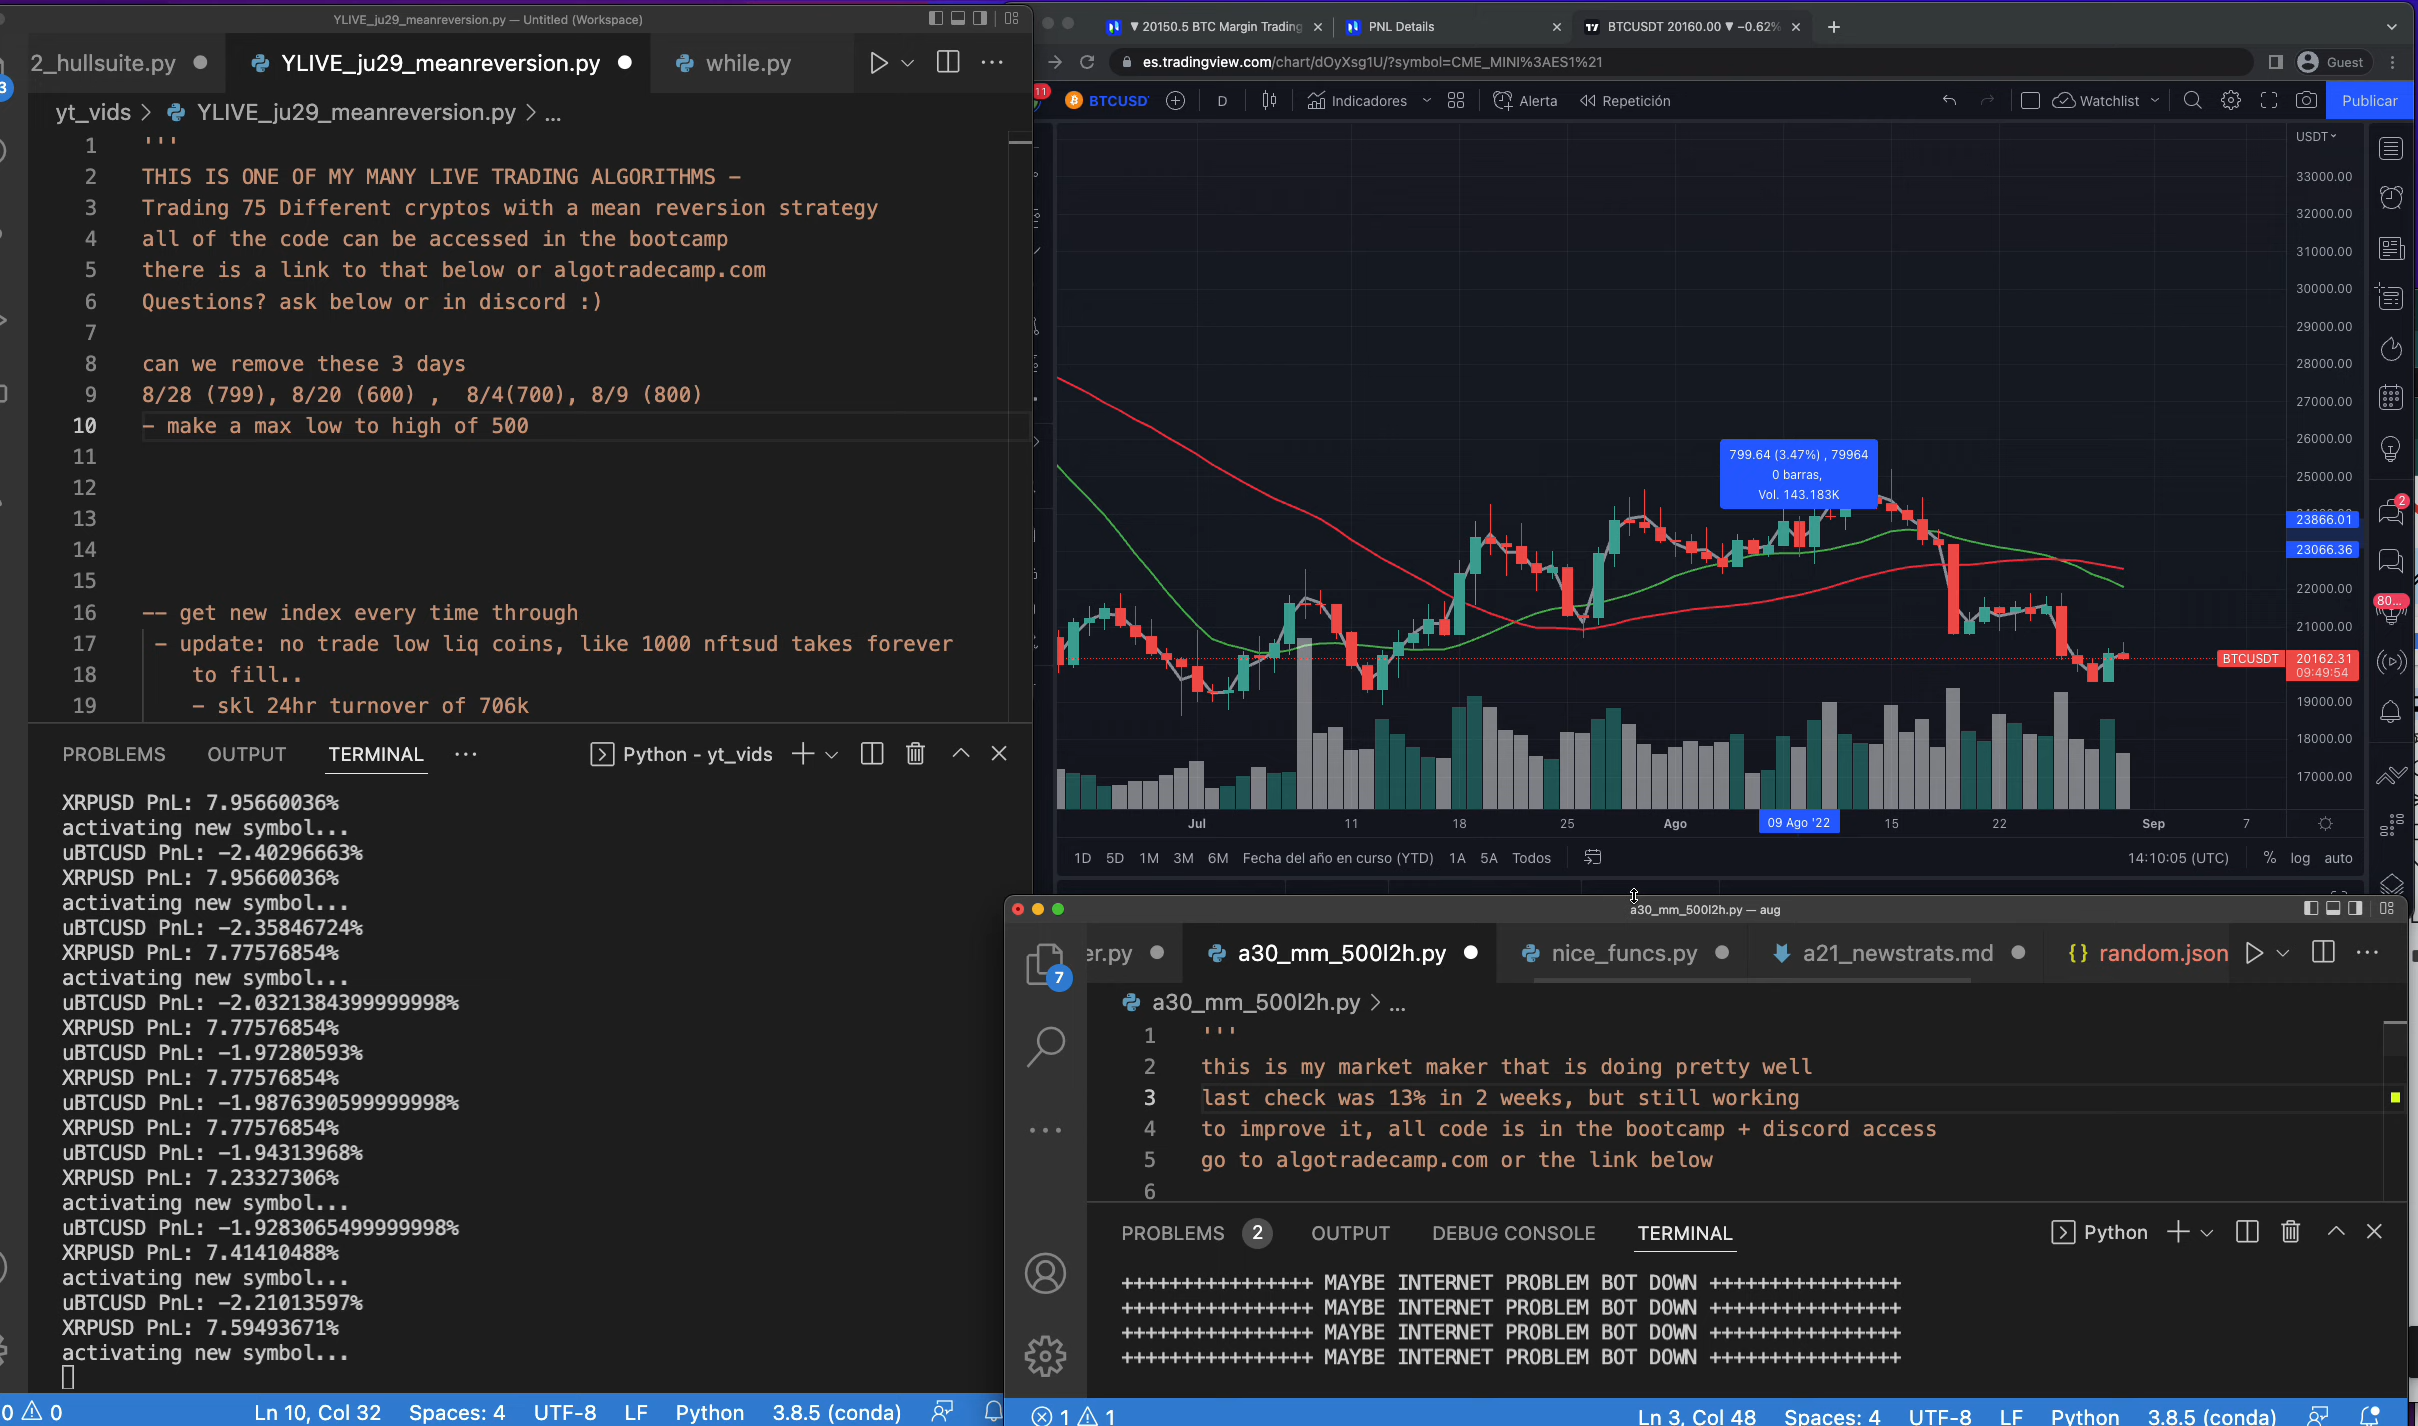 YLIVE_ju29_meanreversion.py — Untitled (Workspace)
2_hullsuite.py
YLIVE_ju29_meanreversion.py
while.py
yt_vids > YLIVE_ju29_meanreversion.py > ...
1 '''
2 THIS IS ONE OF MY MANY LIVE TRADING ALGORITHMS -
3 Trading 75 Different cryptos with a mean reversion strategy
4 all of the code can be accessed in the bootcamp
5 there is a link to that below or algotradecamp.com
6 Questions? ask below or in discord :)
7
8 can we remove these 3 days
9 8/28 (799), 8/20 (600) ,  8/4(700), 8/9 (800)
10 - make a max low to high of 500
11
12
13
14
15
16 -- get new index every time through
17 - update: no trade low liq coins, like 1000 nftsud takes forever
18 to fill..
19 - skl 24hr turnover of 706k
PROBLEMS OUTPUT TERMINAL ... Python - yt_vids
XRPUSD PnL: 7.95660036%
activating new symbol...
uBTCUSD PnL: -2.40296663%
XRPUSD PnL: 7.95660036%
activating new symbol...
uBTCUSD PnL: -2.35846724%
XRPUSD PnL: 7.77576854%
activating new symbol...
uBTCUSD PnL: -2.0321384399999998%
XRPUSD PnL: 7.77576854%
uBTCUSD PnL: -1.97280593%
XRPUSD PnL: 7.77576854%
uBTCUSD PnL: -1.9876390599999998%
XRPUSD PnL: 7.77576854%
uBTCUSD PnL: -1.94313968%
XRPUSD PnL: 7.23327306%
activating new symbol...
uBTCUSD PnL: -1.9283065499999998%
XRPUSD PnL: 7.41410488%
activating new symbol...
uBTCUSD PnL: -2.21013597%
XRPUSD PnL: 7.59493671%
activating new symbol...
0 0 Ln 10, Col 32 Spaces: 4 UTF-8 LF Python 3.8.5 (conda)
▼ 20150.5 BTC Margin Trading
PNL Details
BTCUSDT 20160.00 ▼ −0.62%
es.tradingview.com/chart/dOyXsg1U/?symbol=CME_MINI%3AES1%21
Guest
11 BTCUSD D Indicadores Alerta Repetición Watchlist Publicar
USDT
33000.00
32000.00
31000.00
30000.00
29000.00
28000.00
27000.00
26000.00
25000.00
23866.01
23066.36
22000.00
21000.00
BTCUSDT 20162.31
09:49:54
19000.00
18000.00
17000.00
799.64 (3.47%) , 79964
0 barras,
Vol. 143.183K
2
80...
Jul 11 18 25 Ago 09 Ago '22 15 22 Sep 7
1D 5D 1M 3M 6M Fecha del año en curso (YTD) 1A 5A Todos 14:10:05 (UTC) % log auto
a30_mm_500l2h.py — aug
er.py
a30_mm_500l2h.py
nice_funcs.py
a21_newstrats.md
{} random.json
7
a30_mm_500l2h.py > ...
1 '''
2 this is my market maker that is doing pretty well
3 last check was 13% in 2 weeks, but still working
4 to improve it, all code is in the bootcamp + discord access
5 go to algotradecamp.com or the link below
6
PROBLEMS 2 OUTPUT DEBUG CONSOLE TERMINAL Python
++++++++++++++++ MAYBE INTERNET PROBLEM BOT DOWN ++++++++++++++++
++++++++++++++++ MAYBE INTERNET PROBLEM BOT DOWN ++++++++++++++++
++++++++++++++++ MAYBE INTERNET PROBLEM BOT DOWN ++++++++++++++++
++++++++++++++++ MAYBE INTERNET PROBLEM BOT DOWN ++++++++++++++++
1 1 Ln 3, Col 48 Spaces: 4 UTF-8 LF Python 3.8.5 (conda)